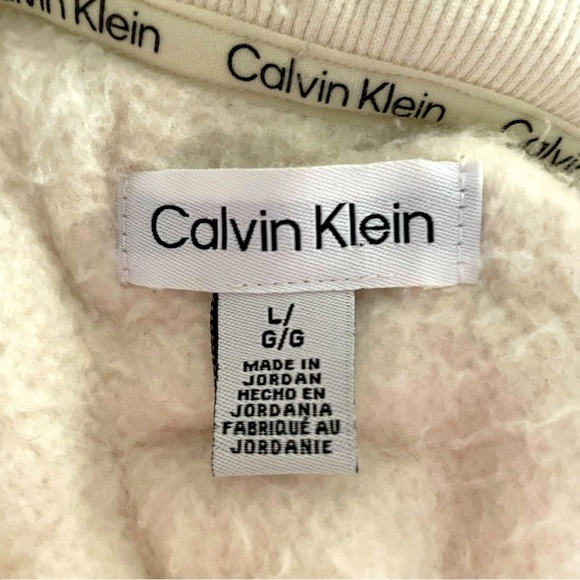 Calvin Klein
Calvin Klein
Calvin
Calvin Klein
L/
G/G
MADE IN
JORDAN
HECHO EN
JORDANIA
FABRIQUÉ AU
JORDANIE